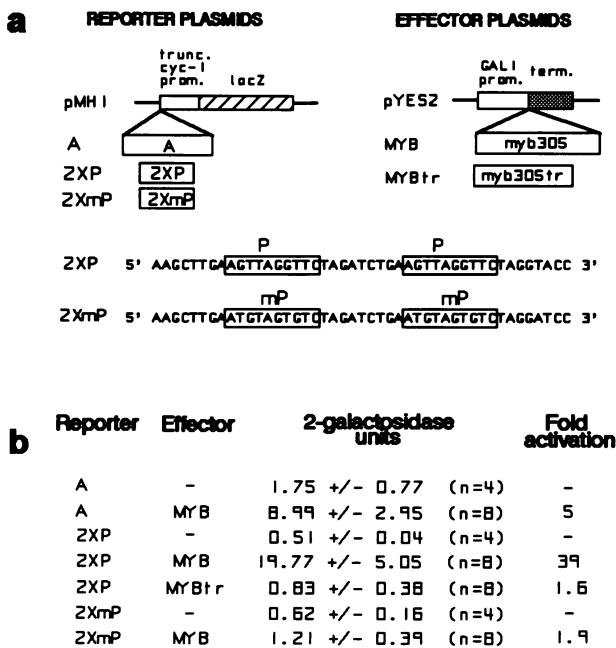 a
REPORTER PLASMIDS
EFFECTOR PLASMIDS
trunc.
cyc-1
prom.
lacZ
pMH1
A
A
2XP
2XP
2XmP
2XmP
GAL1
prom.
term.
pYES2
MYB
myb305
MYBtr
myb305tr
P P
2XP 5' AAGCTTGAAGTTAGGTTCTAGATCTGAAGTTAGGTTCTAGGTACC 3'
mP mP
2XmP 5' AAGCTTGAATGTAGTGTCTAGATCTGAATGTAGTGTCTAGGATCC 3'
b
Reporter Effector 2-galactosidase units Fold activation
A - 1.75 +/- 0.77 (n=4) -
A MYB 8.99 +/- 2.95 (n=8) 5
2XP - 0.51 +/- 0.04 (n=4) -
2XP MYB 19.77 +/- 5.05 (n=8) 39
2XP MYBtr 0.83 +/- 0.38 (n=8) 1.6
2XmP - 0.62 +/- 0.16 (n=4) -
2XmP MYB 1.21 +/- 0.39 (n=8) 1.9